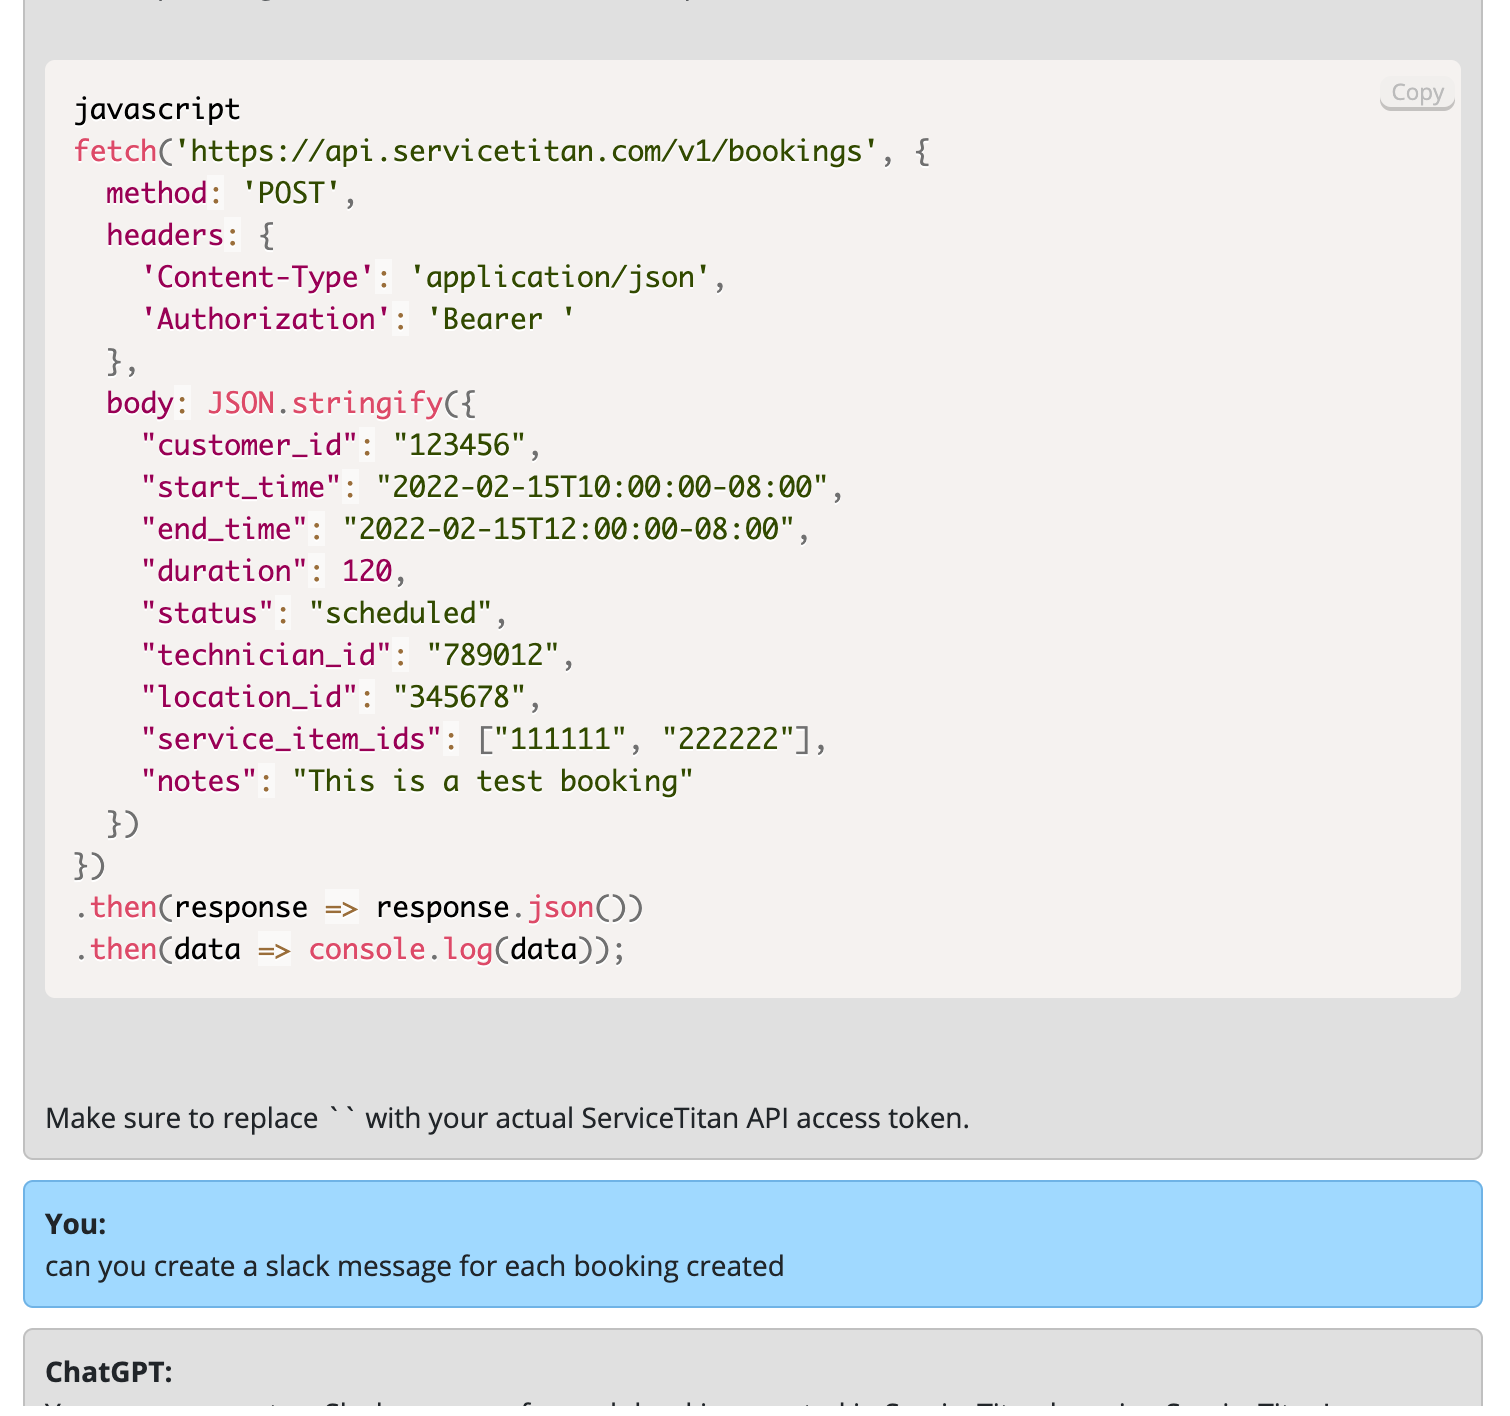 Copy
javascript
fetch('https://api.servicetitan.com/v1/bookings', {
  method: 'POST',
  headers: {
    'Content-Type': 'application/json',
    'Authorization': 'Bearer '
  },
  body: JSON.stringify({
    "customer_id": "123456",
    "start_time": "2022-02-15T10:00:00-08:00",
    "end_time": "2022-02-15T12:00:00-08:00",
    "duration": 120,
    "status": "scheduled",
    "technician_id": "789012",
    "location_id": "345678",
    "service_item_ids": ["111111", "222222"],
    "notes": "This is a test booking"
  })
})
.then(response => response.json())
.then(data => console.log(data));
Make sure to replace `` with your actual ServiceTitan API access token.
You:
can you create a slack message for each booking created
ChatGPT: